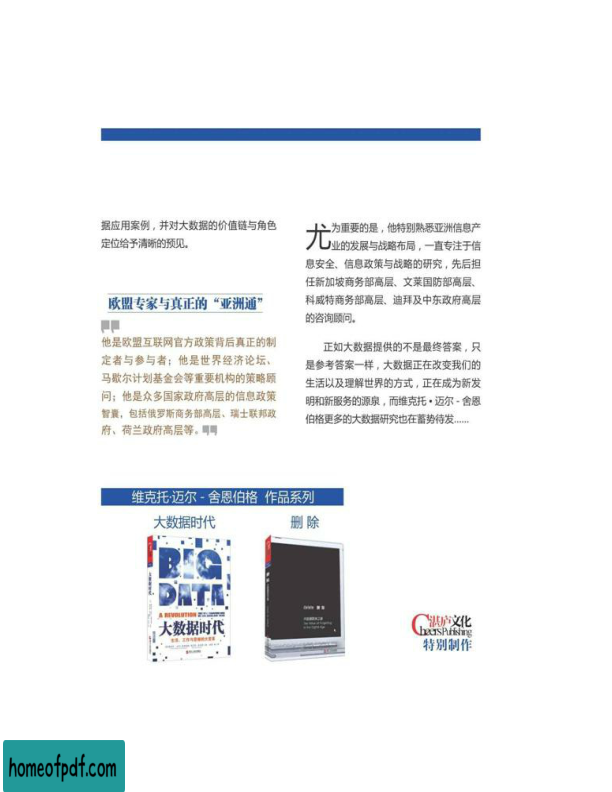 据应用案例，并对大数据的价值链与角色
定位给予清晰的预见。
欧盟专家与真正的“亚洲通”
他是欧盟互联网官方政策背后真正的制
定者与参与者；他是世界经济论坛、
马歇尔计划基金会等重要机构的策略顾
问；他是众多国家政府高层的信息政策
智囊，包括俄罗斯商务部高层、瑞士联邦政
府、荷兰政府高层等。
尤为重要的是，他特别熟悉亚洲信息产
业的发展与战略布局，一直专注于信
息安全、信息政策与战略的研究，先后担
任新加坡商务部高层、文莱国防部高层、
科威特商务部高层、迪拜及中东政府高层
的咨询顾问。
正如大数据提供的不是最终答案，只
是参考答案一样，大数据正在改变我们的
生活以及理解世界的方式，正在成为新发
明和新服务的源泉，而维克托•迈尔-舍恩
伯格更多的大数据研究也在蓄势待发……
维克托·迈尔-舍恩伯格 作品系列
大数据时代
删 除
BIG
DATA
A REVOLUTION
大数据时代
大数据时代
生活、工作与思维的大变革
删除
湛庐文化
Cheers Publishing
特别制作
homeofpdf.com